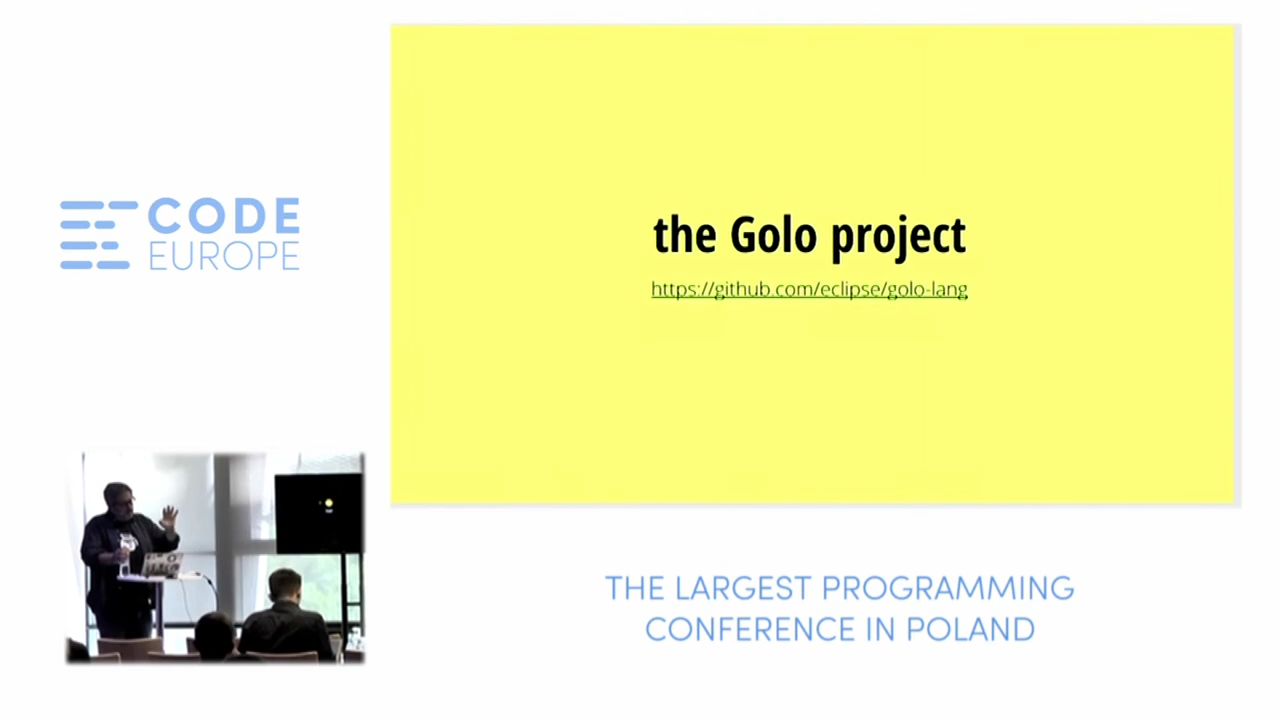 CODE
EUROPE
the Golo project
https://github.com/eclipse/golo-lang
THE LARGEST PROGRAMMING
CONFERENCE IN POLAND